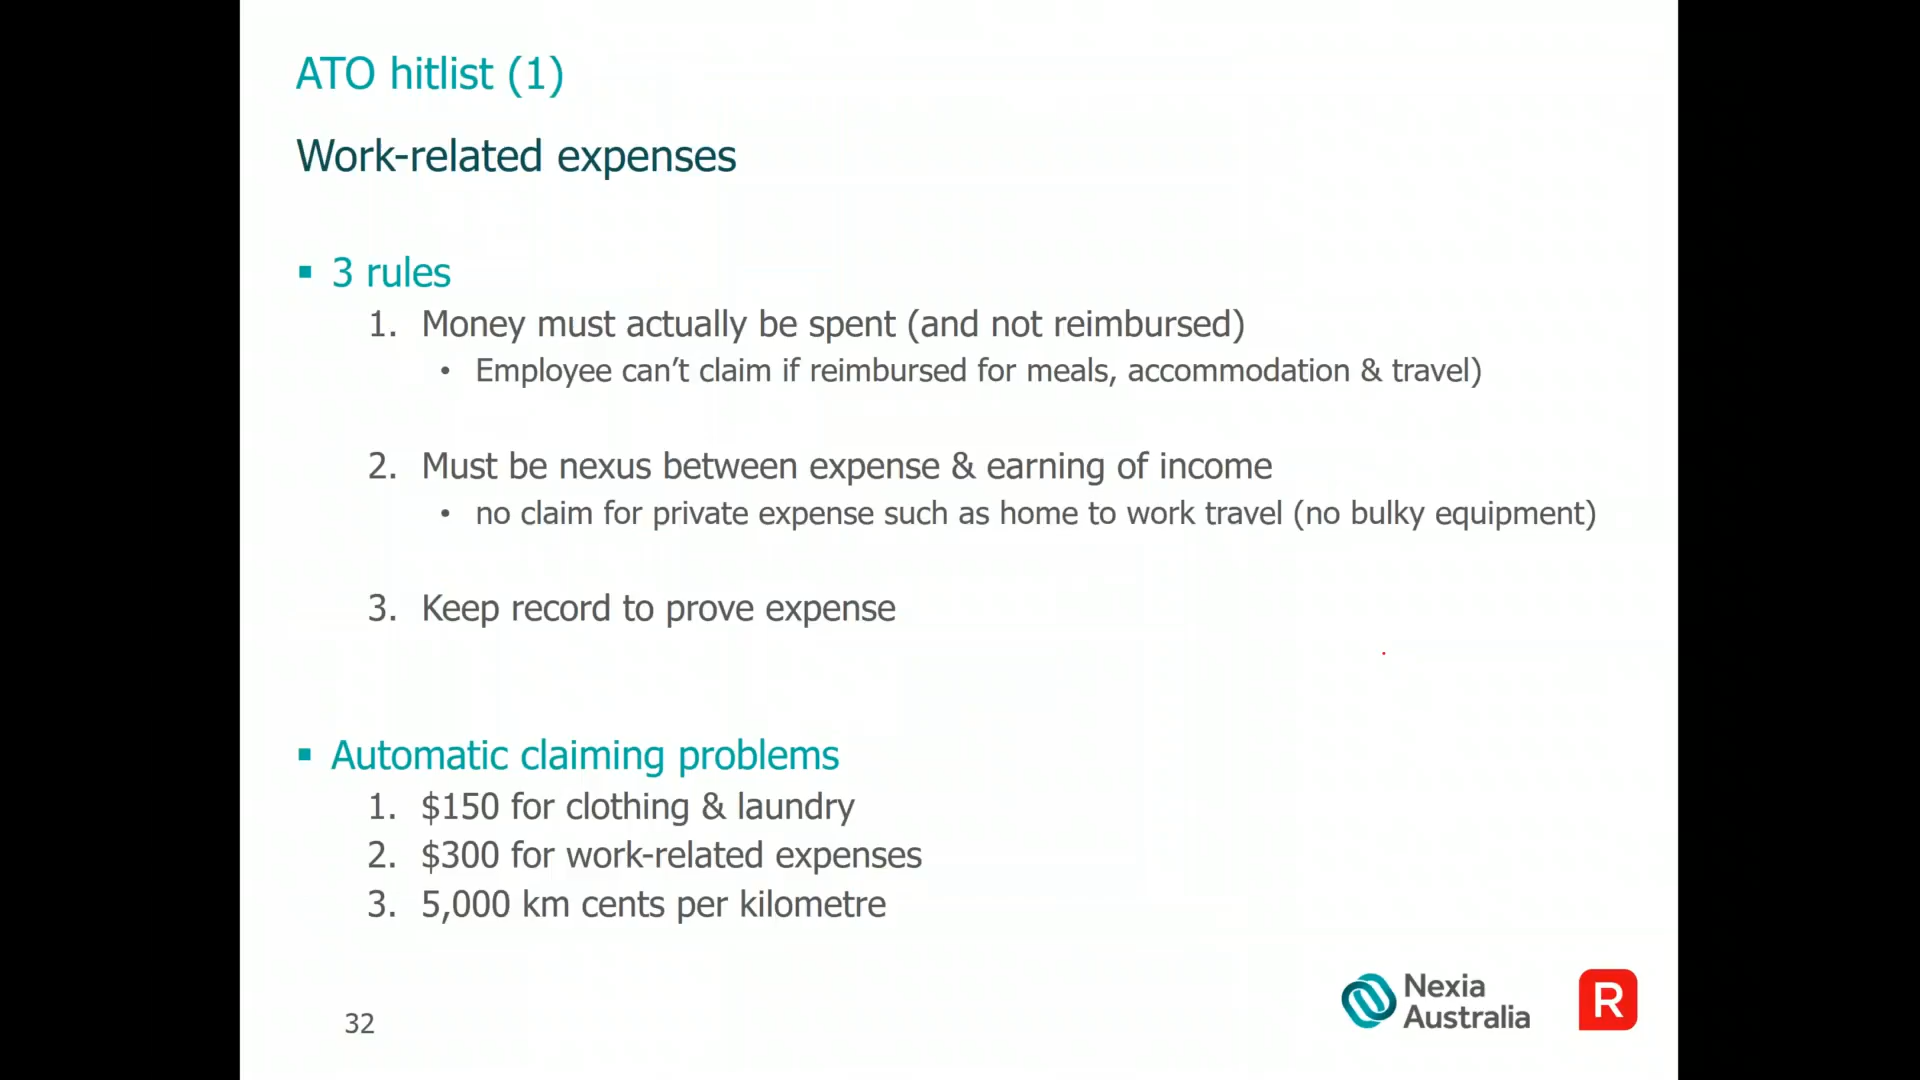 ATO hitlist (1)
Work-related expenses
▪ 3 rules
1. Money must actually be spent (and not reimbursed)
• Employee can’t claim if reimbursed for meals, accommodation & travel)
2. Must be nexus between expense & earning of income
• no claim for private expense such as home to work travel (no bulky equipment)
3. Keep record to prove expense
▪ Automatic claiming problems
1. $150 for clothing & laundry
2. $300 for work-related expenses
3. 5,000 km cents per kilometre
Nexia
Australia
R
32